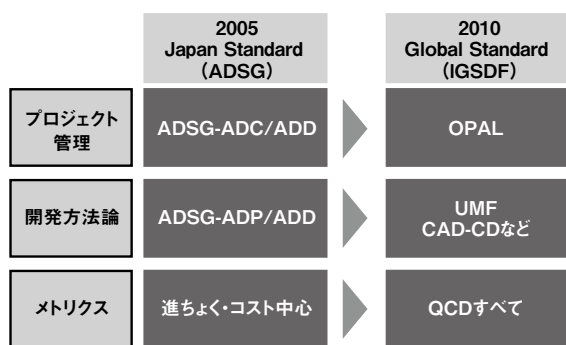 2005
Japan Standard
（ADSG）
2010
Global Standard
（IGSDF）
プロジェクト
管理
ADSG-ADC/ADD
OPAL
開発方法論
ADSG-ADP/ADD
UMF
CAD-CDなど
メトリクス
進ちょく・コスト中心
QCDすべて